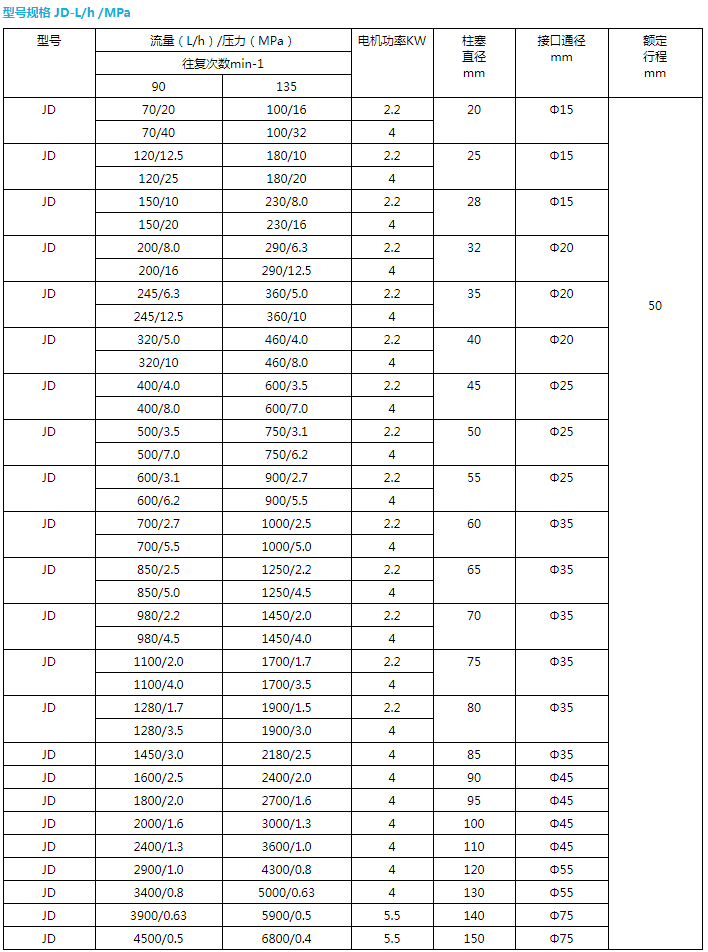 型号规格 JD-L/h /MPa
型号 流量（L/h）/压力（MPa） 电机功率KW 柱塞 接口通径 额定
直径 mm 行程
往复次数min-1 mm mm
90 135
JD 70/20 100/16 2.2 20 Φ15
70/40 100/32 4
JD 120/12.5 180/10 2.2 25 Φ15
120/25 180/20 4
JD 150/10 230/8.0 2.2 28 Φ15
150/20 230/16 4
JD 200/8.0 290/6.3 2.2 32 Φ20
200/16 290/12.5 4
JD 245/6.3 360/5.0 2.2 35 Φ20
50
245/12.5 360/10 4
JD 320/5.0 460/4.0 2.2 40 Φ20
320/10 460/8.0 4
JD 400/4.0 600/3.5 2.2 45 Φ25
400/8.0 600/7.0 4
JD 500/3.5 750/3.1 2.2 50 Φ25
500/7.0 750/6.2 4
JD 600/3.1 900/2.7 2.2 55 Φ25
600/6.2 900/5.5 4
JD 700/2.7 1000/2.5 2.2 60 Φ35
700/5.5 1000/5.0 4
JD 850/2.5 1250/2.2 2.2 65 Φ35
850/5.0 1250/4.5 4
JD 980/2.2 1450/2.0 2.2 70 Φ35
980/4.5 1450/4.0 4
JD 1100/2.0 1700/1.7 2.2 75 Φ35
1100/4.0 1700/3.5 4
JD 1280/1.7 1900/1.5 2.2 80 Φ35
1280/3.5 1900/3.0 4
JD 1450/3.0 2180/2.5 4 85 Φ35
JD 1600/2.5 2400/2.0 4 90 Φ45
JD 1800/2.0 2700/1.6 4 95 Φ45
JD 2000/1.6 3000/1.3 4 100 Φ45
JD 2400/1.3 3600/1.0 4 110 Φ45
JD 2900/1.0 4300/0.8 4 120 Φ55
JD 3400/0.8 5000/0.63 4 130 Φ55
JD 3900/0.63 5900/0.5 5.5 140 Φ75
JD 4500/0.5 6800/0.4 5.5 150 Φ75